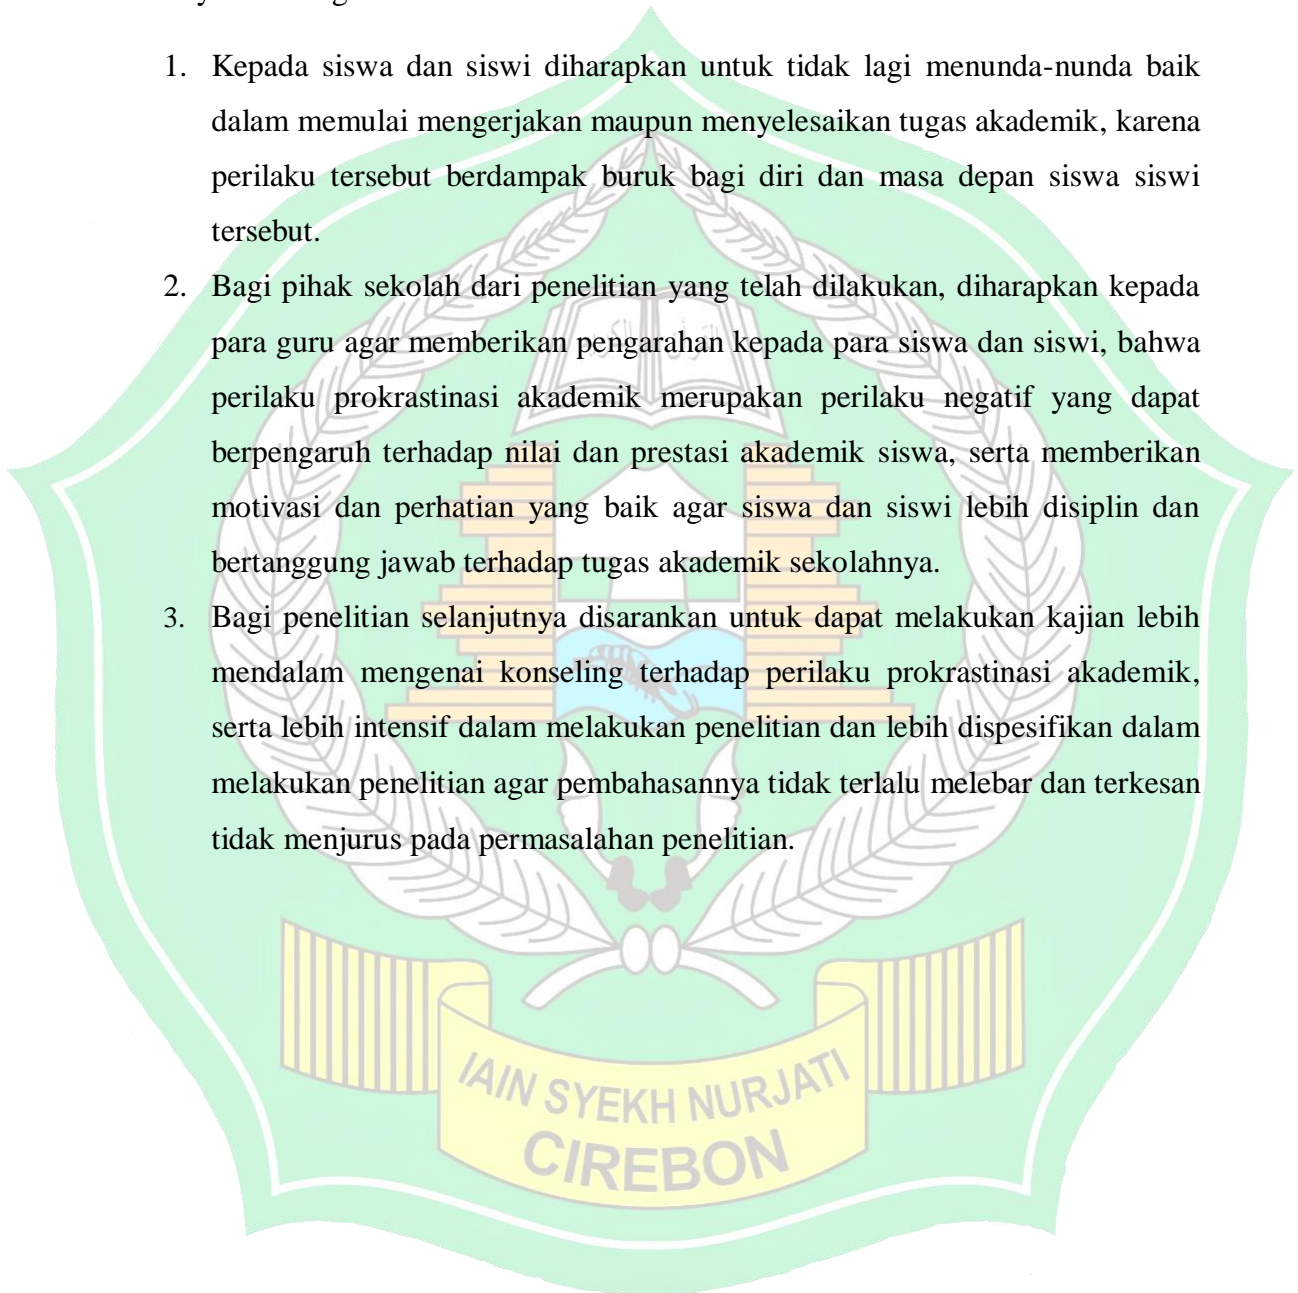 1. Kepada siswa dan siswi diharapkan untuk tidak lagi menunda-nunda baik
dalam memulai mengerjakan maupun menyelesaikan tugas akademik, karena
perilaku tersebut berdampak buruk bagi diri dan masa depan siswa siswi
tersebut.
2. Bagi pihak sekolah dari penelitian yang telah dilakukan, diharapkan kepada
para guru agar memberikan pengarahan kepada para siswa dan siswi, bahwa
perilaku prokrastinasi akademik merupakan perilaku negatif yang dapat
berpengaruh terhadap nilai dan prestasi akademik siswa, serta memberikan
motivasi dan perhatian yang baik agar siswa dan siswi lebih disiplin dan
bertanggung jawab terhadap tugas akademik sekolahnya.
3. Bagi penelitian selanjutnya disarankan untuk dapat melakukan kajian lebih
mendalam mengenai konseling terhadap perilaku prokrastinasi akademik,
serta lebih intensif dalam melakukan penelitian dan lebih dispesifikan dalam
melakukan penelitian agar pembahasannya tidak terlalu melebar dan terkesan
tidak menjurus pada permasalahan penelitian.
IAIN SYEKH NURJATI
CIREBON